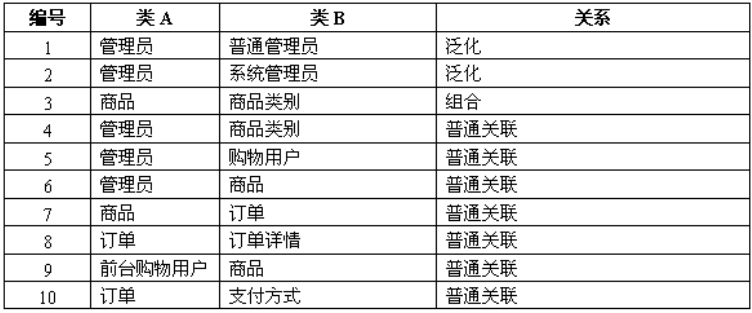 编号 类 A 类 B 关系
1 管理员 普通管理员 泛化
2 管理员 系统管理员 泛化
3 商品 商品类别 组合
4 管理员 商品类别 普通关联
5 管理员 购物用户 普通关联
6 管理员 商品 普通关联
7 商品 订单 普通关联
8 订单 订单详情 普通关联
9 前台购物用户 商品 普通关联
10 订单 支付方式 普通关联